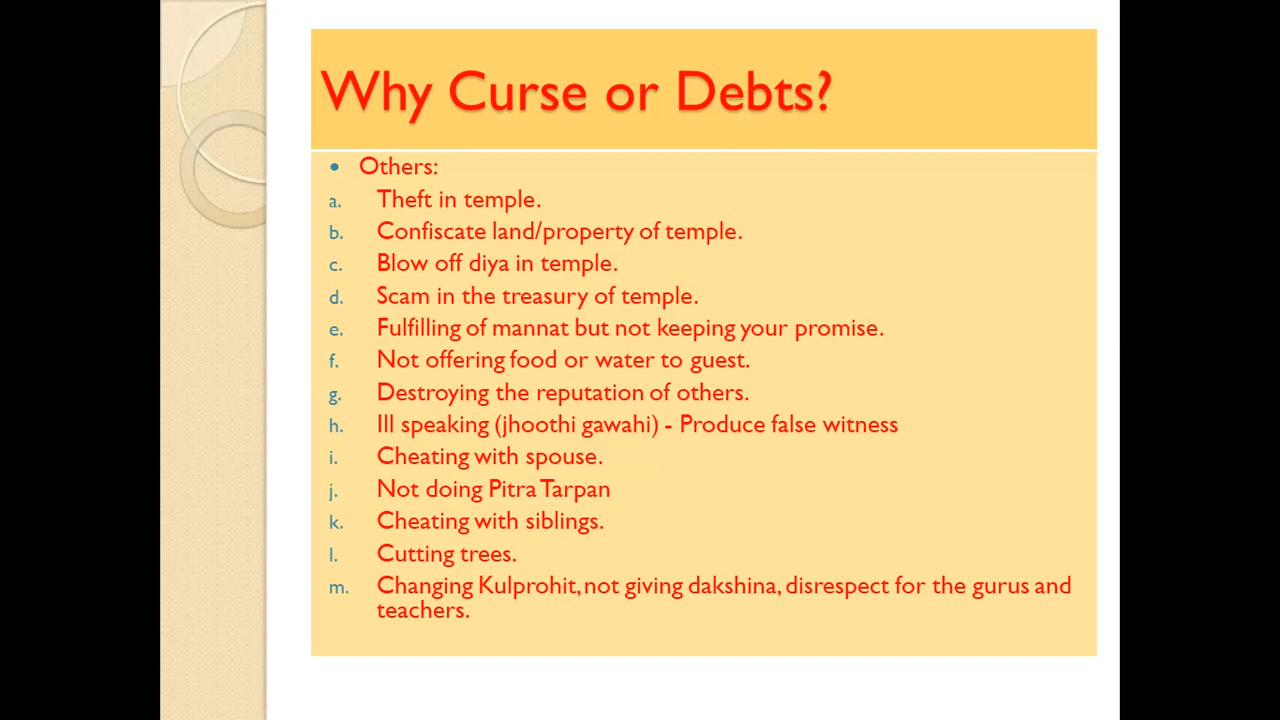 Why Curse or Debts?
• Others:
a. Theft in temple.
b. Confiscate land/property of temple.
c. Blow off diya in temple.
d. Scam in the treasury of temple.
e. Fulfilling of mannat but not keeping your promise.
f. Not offering food or water to guest.
g. Destroying the reputation of others.
h. Ill speaking (jhoothi gawahi) - Produce false witness
i. Cheating with spouse.
j. Not doing Pitra Tarpan
k. Cheating with siblings.
l. Cutting trees.
m. Changing Kulprohit, not giving dakshina, disrespect for the gurus and
teachers.